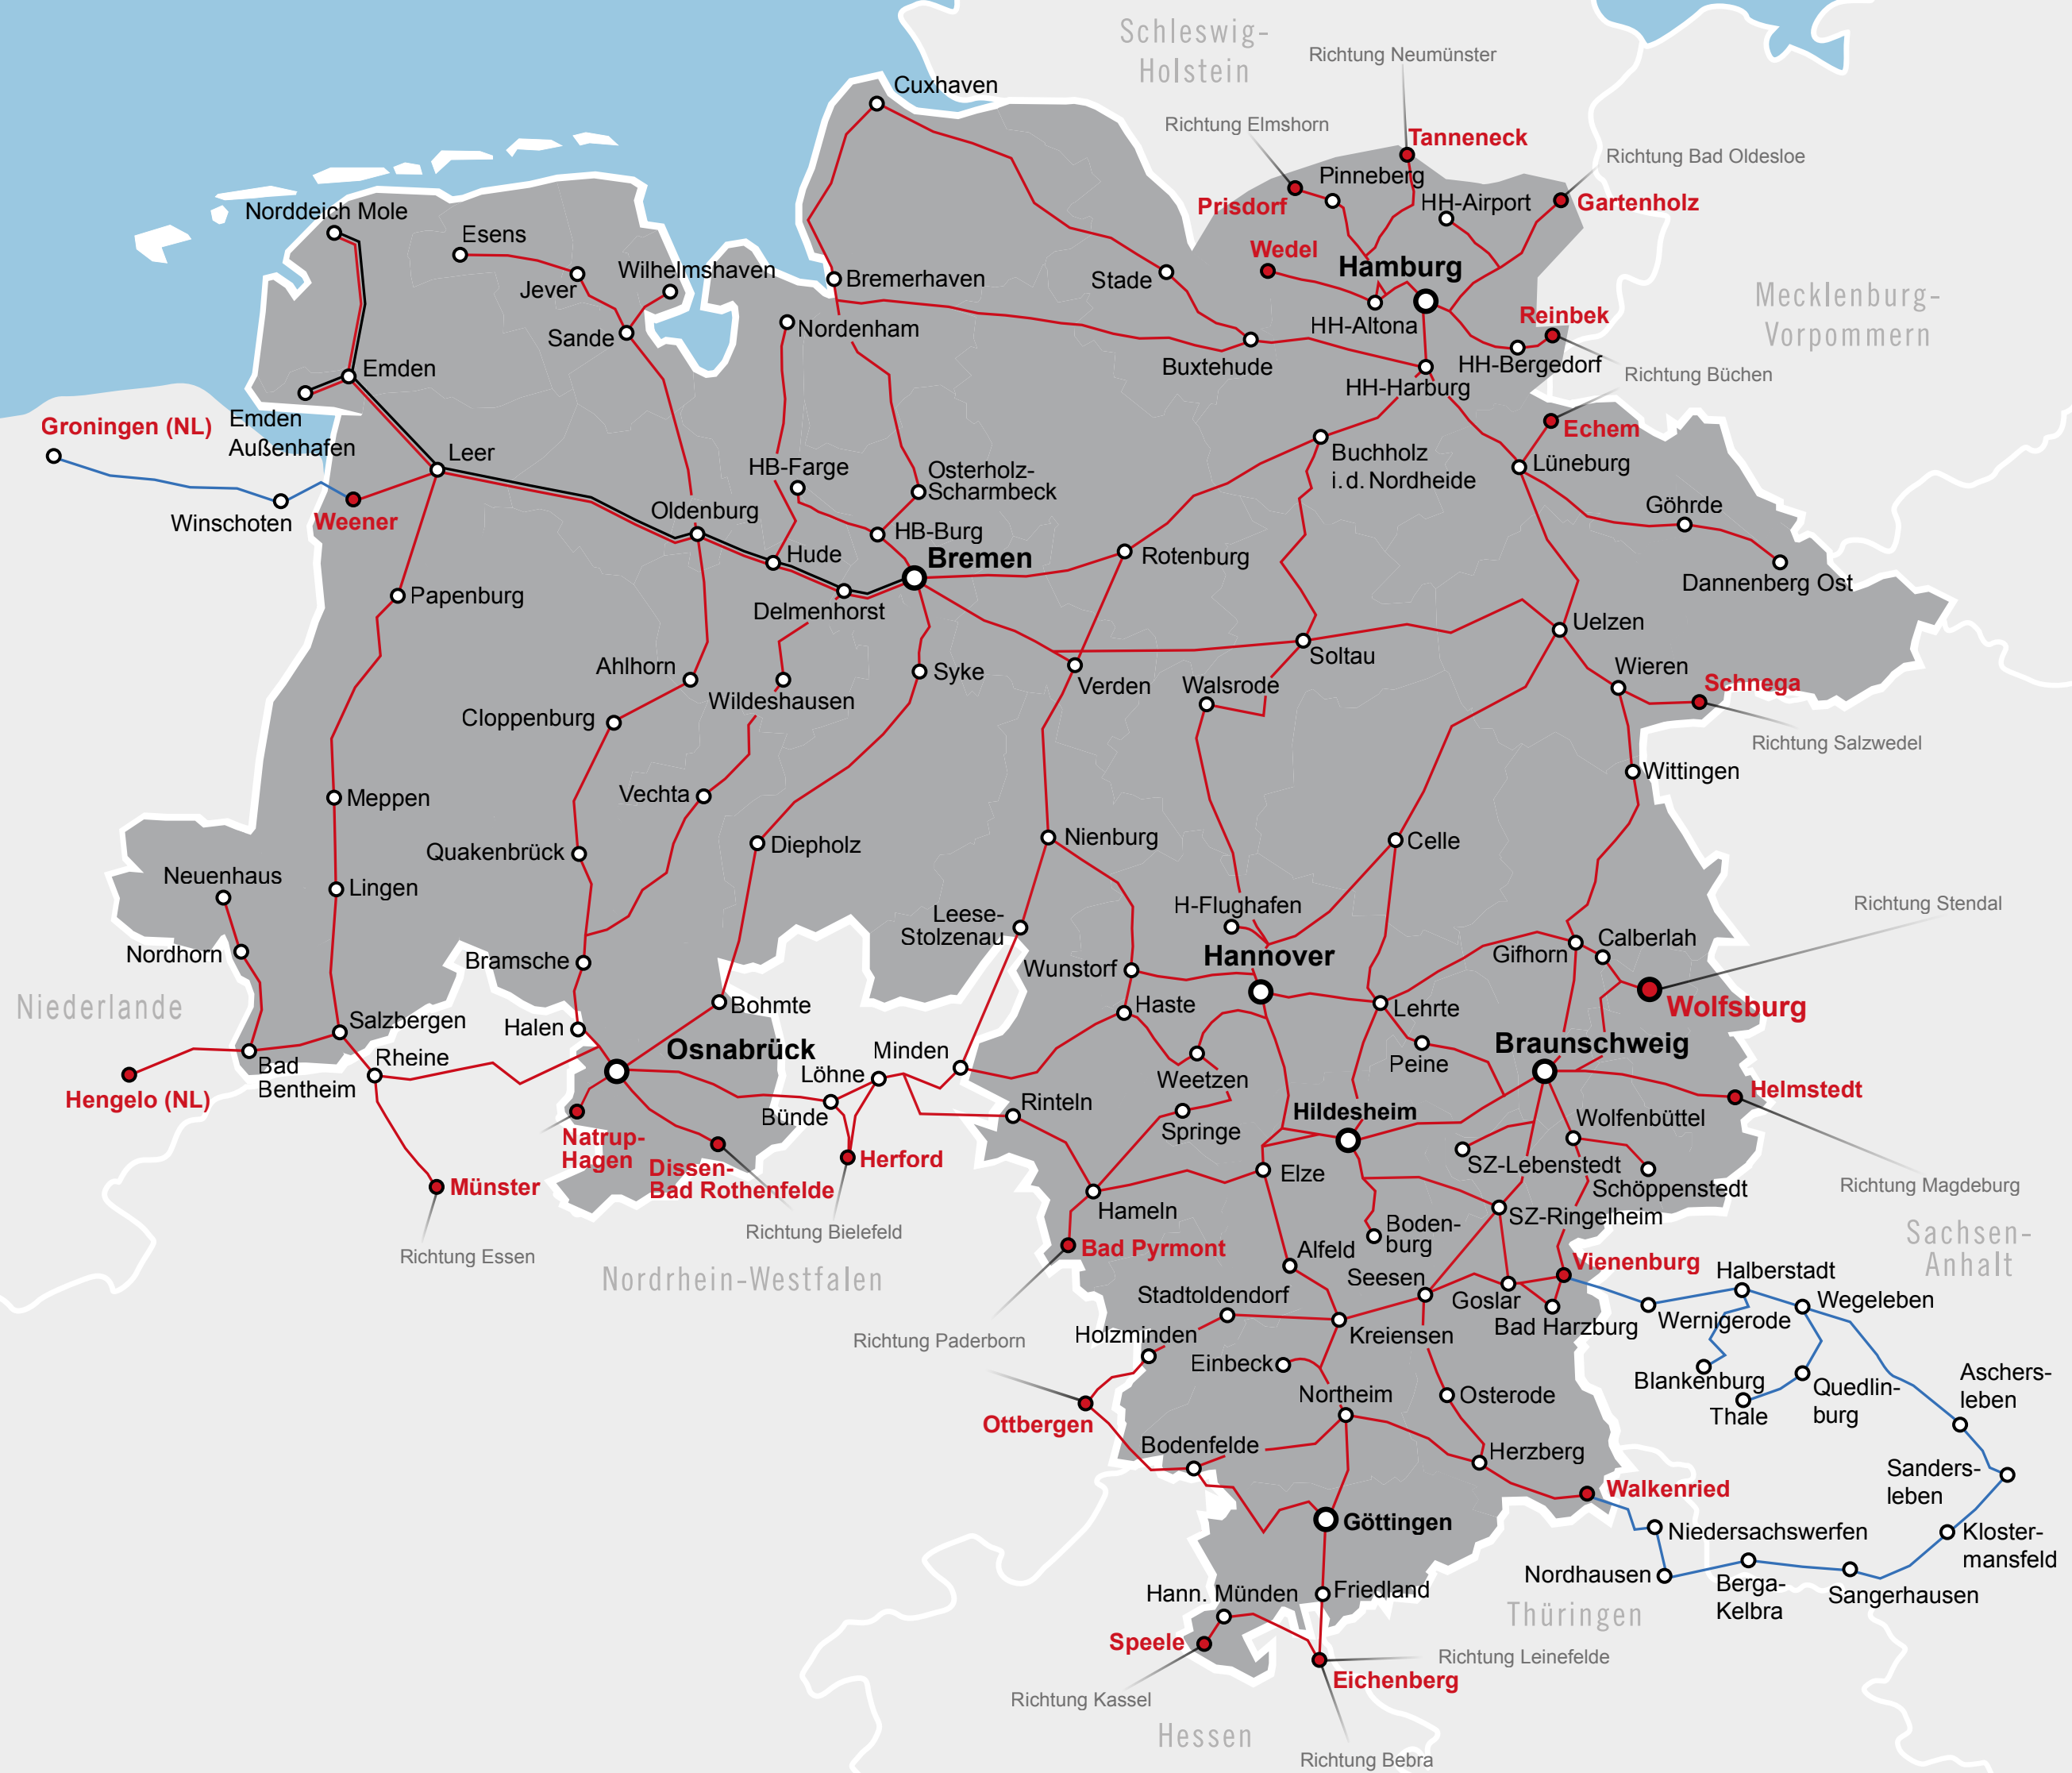 Schleswig-
Holstein
Richtung Neumünster
Cuxhaven
Richtung Elmshorn
Tanneneck
Richtung Bad Oldesloe
Pinneberg
Prisdorf
HH-Airport
Gartenholz
Norddeich Mole
Esens
Wedel
Hamburg
Wilhelmshaven
Jever
Bremerhaven
Stade
Mecklenburg-
Vorpommern
Nordenham
Sande
HH-Altona
Reinbek
Emden
Buxtehude
HH-Bergedorf
HH-Harburg
Richtung Büchen
Emden
Außenhafen
Groningen (NL)
Echem
Leer
Buchholz
i.d. Nordheide
HB-Farge
Osterholz-
Scharmbeck
Lüneburg
Göhrde
Winschoten
Weener
Oldenburg
HB-Burg
Hude
Bremen
Rotenburg
Dannenberg Ost
Papenburg
Delmenhorst
Uelzen
Ahlhorn
Wildeshausen
Syke
Verden
Walsrode
Soltau
Wieren
Schnega
Cloppenburg
Richtung Salzwedel
Wittingen
Meppen
Vechta
Quakenbrück
Diepholz
Nienburg
Celle
Neuenhaus
Lingen
H-Flughafen
Richtung Stendal
Leese-
Stolzenau
Nordhorn
Bramsche
Wunstorf
Hannover
Gifhorn
Calberlah
Niederlande
Bohmte
Haste
Lehrte
Wolfsburg
Salzbergen
Halen
Osnabrück
Minden
Peine
Braunschweig
Bad
Bentheim
Rheine
Löhne
Weetzen
Hengelo (NL)
Bünde
Rinteln
Springe
Hildesheim
Helmstedt
Wolfenbüttel
Natrup-
Hagen
Dissen-
Bad Rothenfelde
Herford
Elze
SZ-Lebenstedt
Schöppenstedt
Münster
Richtung Magdeburg
Hameln
SZ-Ringelheim
Richtung Bielefeld
Boden-
burg
Sachsen-
Anhalt
Richtung Essen
Bad Pyrmont
Alfeld
Vienenburg
Nordrhein-Westfalen
Seesen
Halberstadt
Stadtoldendorf
Goslar
Wegeleben
Richtung Paderborn
Holzminden
Kreiensen
Bad Harzburg
Wernigerode
Einbeck
Blankenburg
Aschers-
leben
Northeim
Osterode
Thale
Quedlin-
burg
Ottbergen
Bodenfelde
Herzberg
Sanders-
leben
Walkenried
Göttingen
Niedersachswerfen
Kloster-
mansfeld
Hann. Münden
Friedland
Nordhausen
Berga-
Kelbra
Sangerhausen
Thüringen
Speele
Richtung Leinefelde
Eichenberg
Richtung Kassel
Hessen
Richtung Bebra